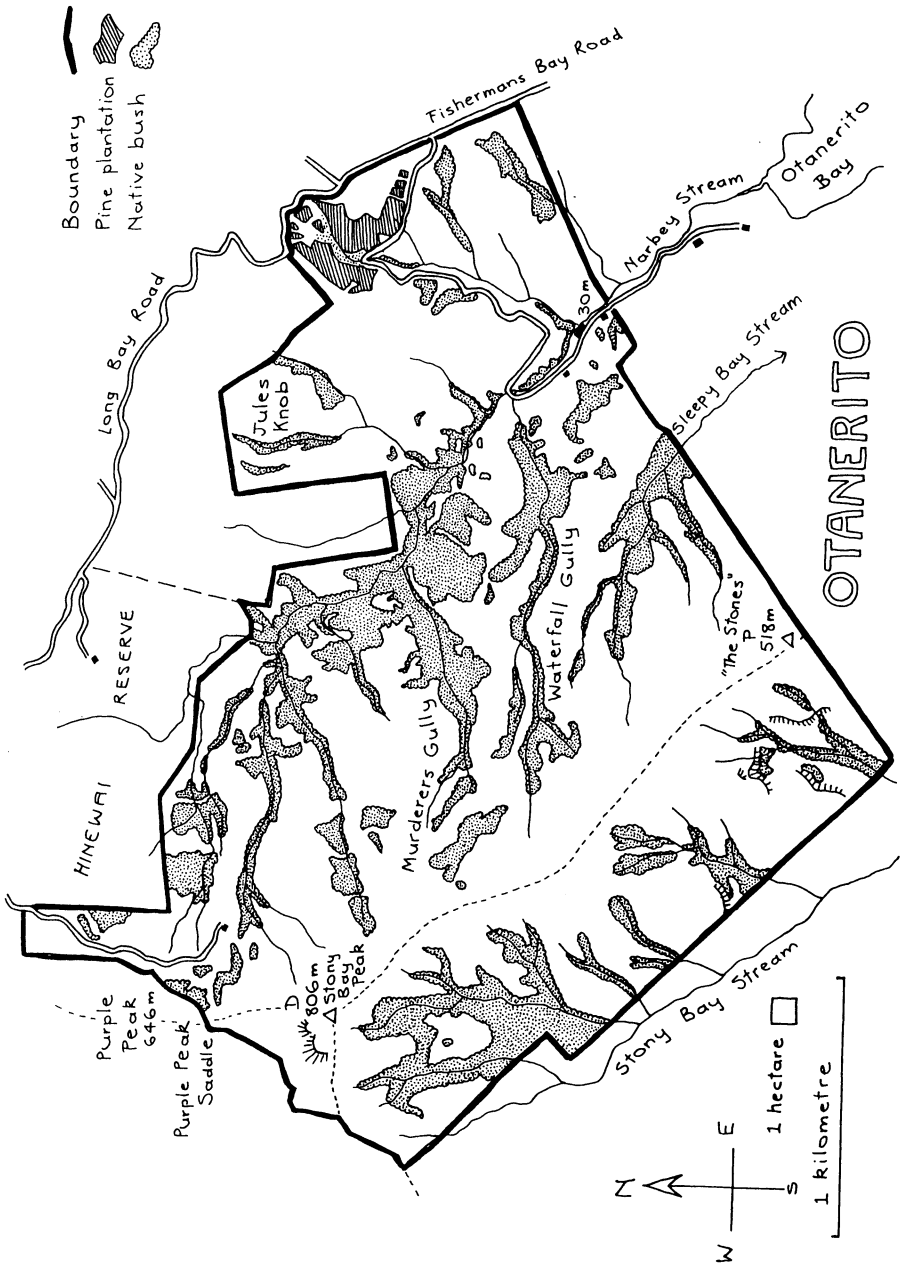 Boundary
Pine plantation
Native bush
Long Bay Road
Fishermans Bay Road
HINEWAI
RESERVE
Jules
Knob
Purple
Peak
646m
Purple Peak
Saddle
D
806m
Stony
Bay
Peak
Murderers Gully
Waterfall Gully
30m
Narbey Stream
Otanerito
Bay
Sleepy Bay Stream
"The Stones"
P
518m
Stony Bay Stream
OTANERITO
N
W
E
S
1 hectare
1 kilometre